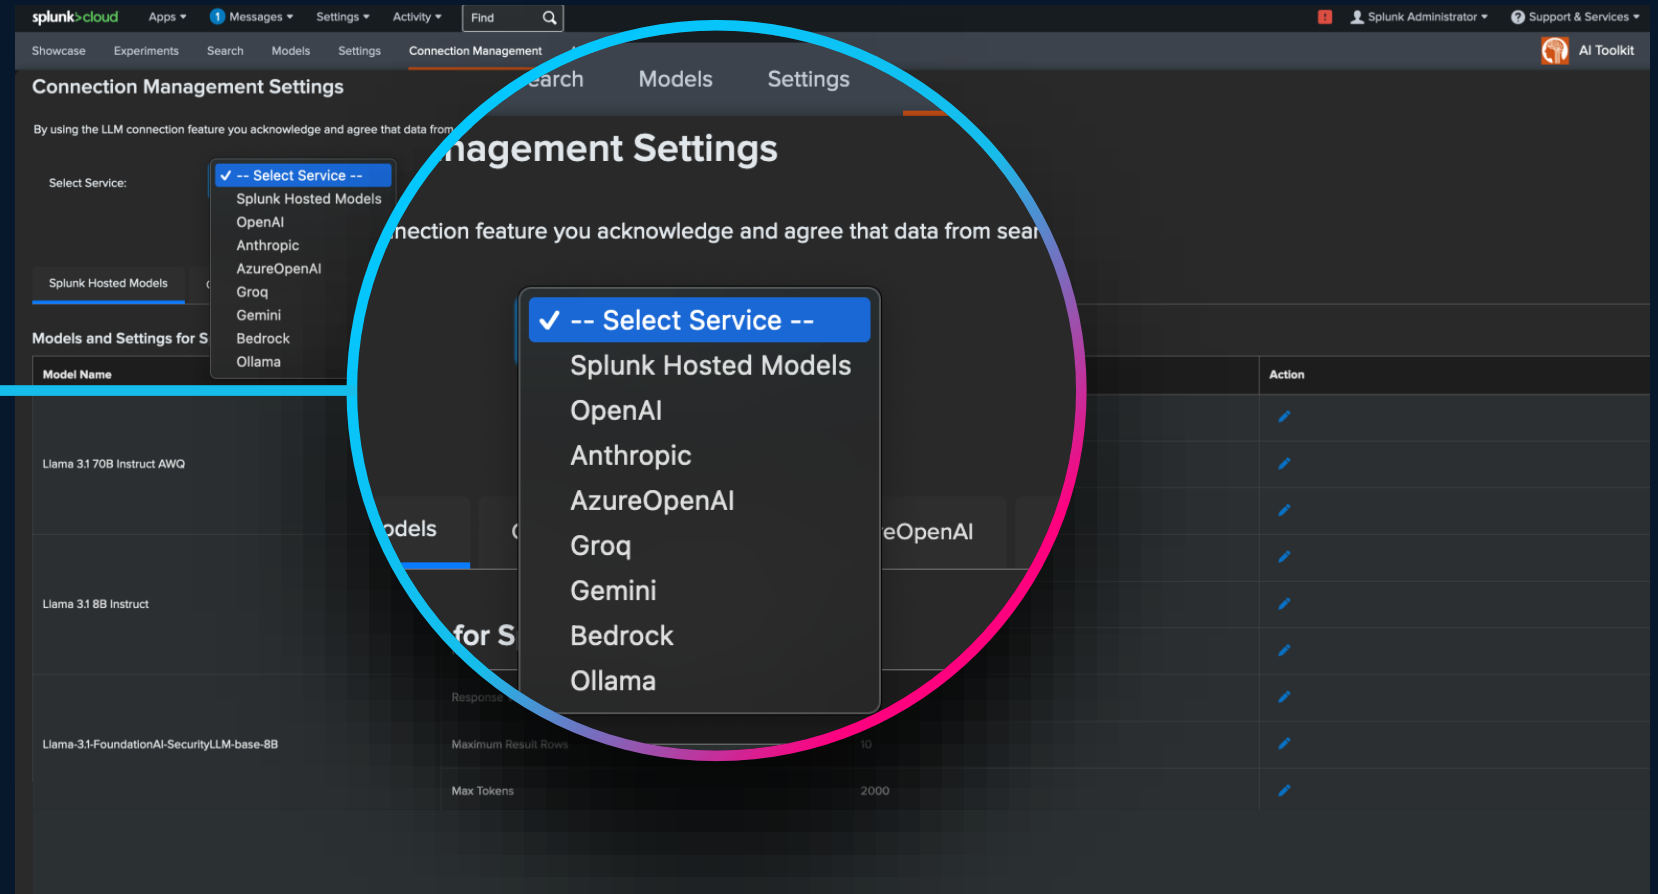 splunk>cloud Apps 1 Messages Settings Activity Find ! Splunk Administrator ? Support & Services
Showcase Experiments Search Models Settings Connection Management AI Toolkit
Connection Management Settings
By using the LLM connection feature you acknowledge and agree that data from
Select Service:
-- Select Service --
Splunk Hosted Models
OpenAI
Anthropic
AzureOpenAI
Groq
Gemini
Bedrock
Ollama
Splunk Hosted Models
Models and Settings for S
Model Name Action
Llama 3.1 70B Instruct AWQ
Llama 3.1 8B Instruct
Llama-3.1-FoundationAI-SecurityLLM-base-8B
Response
Maximum Result Rows 10
Max Tokens 2000
earch Models Settings
nagement Settings
nection feature you acknowledge and agree that data from sear
-- Select Service --
Splunk Hosted Models
OpenAI
Anthropic
AzureOpenAI
Groq
Gemini
Bedrock
Ollama
odels eOpenAI
for S